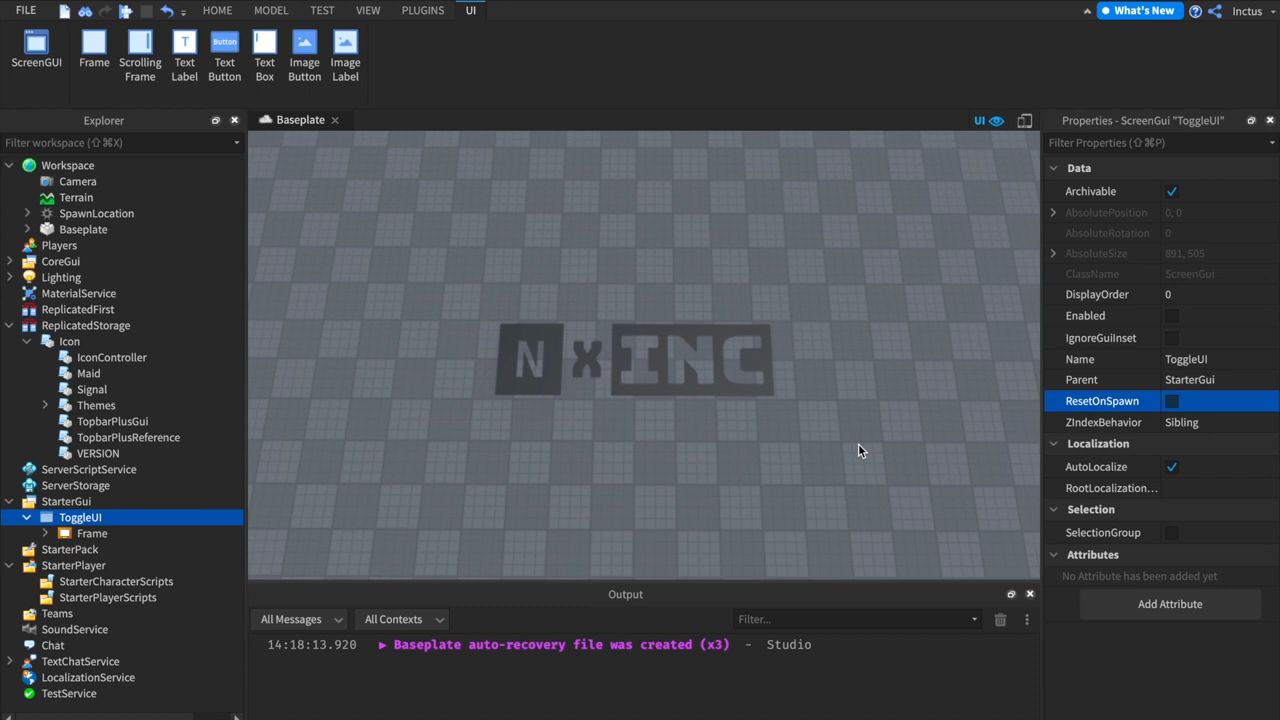 FILE
HOME
MODEL
TEST
VIEW
PLUGINS
UI
What's New
Inctus
ScreenGUI
Frame
Scrolling
Frame
Text
Label
Button
Text
Button
Text
Box
Image
Button
Image
Label
Explorer
Filter workspace (⇧⌘X)
Workspace
Camera
Terrain
SpawnLocation
Baseplate
Players
CoreGui
Lighting
MaterialService
ReplicatedFirst
ReplicatedStorage
Icon
IconController
Maid
Signal
Themes
TopbarPlusGui
TopbarPlusReference
VERSION
ServerScriptService
ServerStorage
StarterGui
ToggleUI
Frame
StarterPack
StarterPlayer
StarterCharacterScripts
StarterPlayerScripts
Teams
SoundService
Chat
TextChatService
LocalizationService
TestService
Baseplate
UI
N X INC
Output
All Messages
All Contexts
Filter...
14:18:13.920 ▶ Baseplate auto-recovery file was created (x3) - Studio
Properties - ScreenGui "ToggleUI"
Filter Properties (⇧⌘P)
Data
Archivable
AbsolutePosition 0, 0
AbsoluteRotation 0
AbsoluteSize 891, 505
ClassName ScreenGui
DisplayOrder 0
Enabled
IgnoreGuiInset
Name ToggleUI
Parent StarterGui
ResetOnSpawn
ZIndexBehavior Sibling
Localization
AutoLocalize
RootLocalization...
Selection
SelectionGroup
Attributes
No Attribute has been added yet
Add Attribute